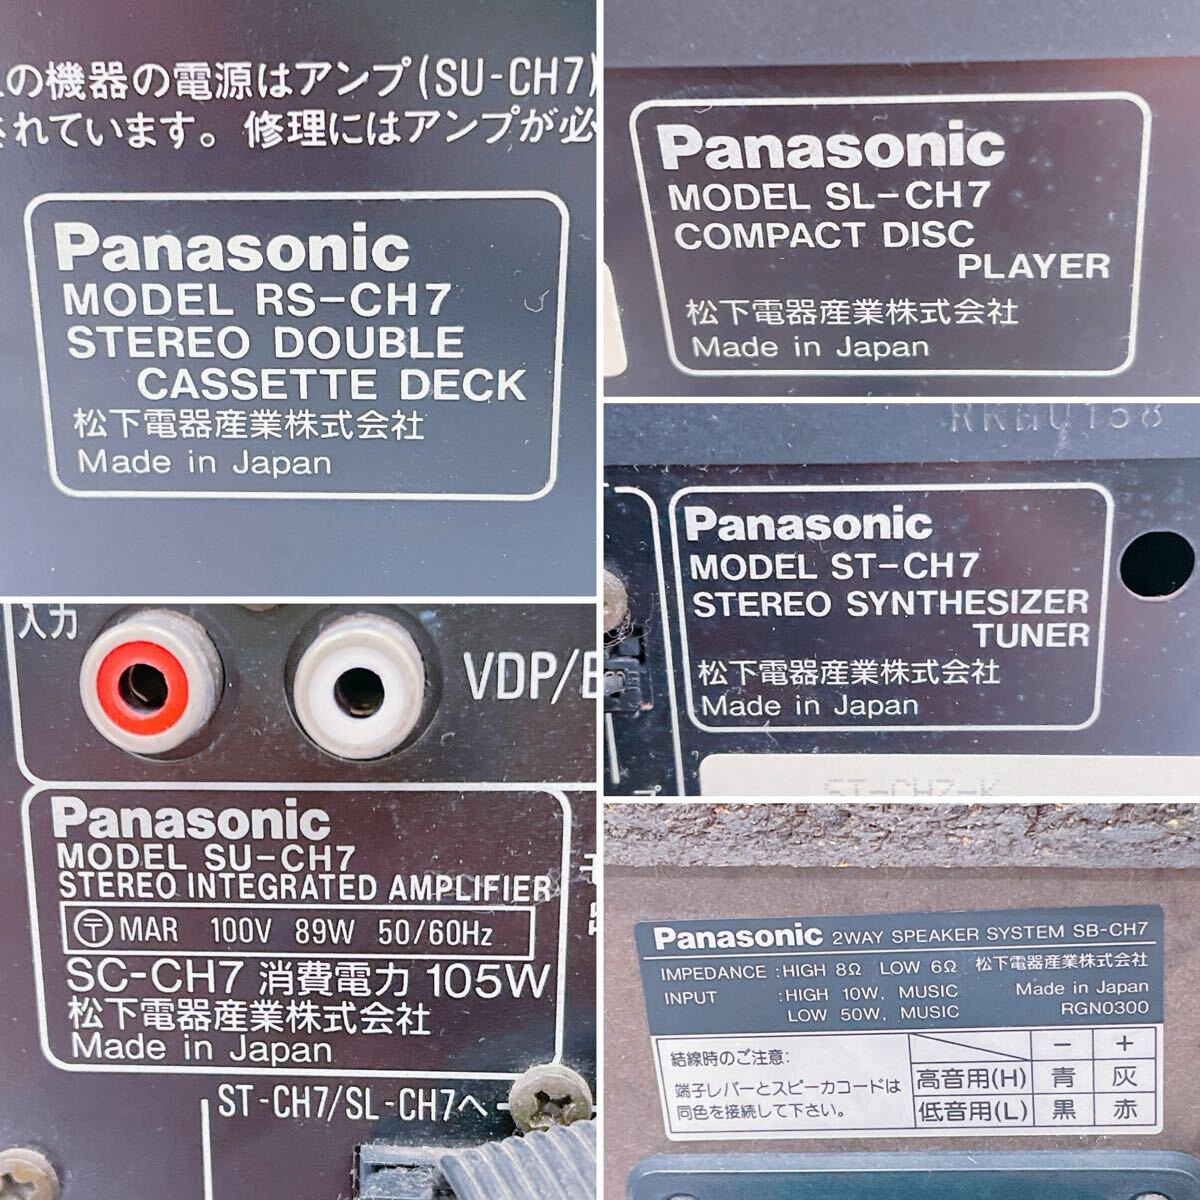 の機器の電源はアンプ(SU-CH7)
されています。修理にはアンプが必
Panasonic
MODEL RS-CH7
STEREO DOUBLE
CASSETTE DECK
松下電器産業株式会社
Made in Japan
Panasonic
MODEL SL-CH7
COMPACT DISC
PLAYER
松下電器産業株式会社
Made in Japan
Panasonic
MODEL ST-CH7
STEREO SYNTHESIZER
TUNER
松下電器産業株式会社
Made in Japan
入力
VDP/
Panasonic
MODEL SU-CH7
STEREO INTEGRATED AMPLIFIER
〒 MAR 100V 89W 50/60Hz
SC-CH7 消費電力 105W
松下電器産業株式会社
Made in Japan
ST-CH7/SL-CH7へ
Panasonic 2WAY SPEAKER SYSTEM SB-CH7
IMPEDANCE :HIGH 8Ω LOW 6Ω 松下電器産業株式会社
INPUT :HIGH 10W, MUSIC Made in Japan
LOW 50W, MUSIC RGN0300
結線時のご注意:
端子レバーとスピーカコードは
同色を接続して下さい。
− +
高音用(H) 青 灰
低音用(L) 黒 赤